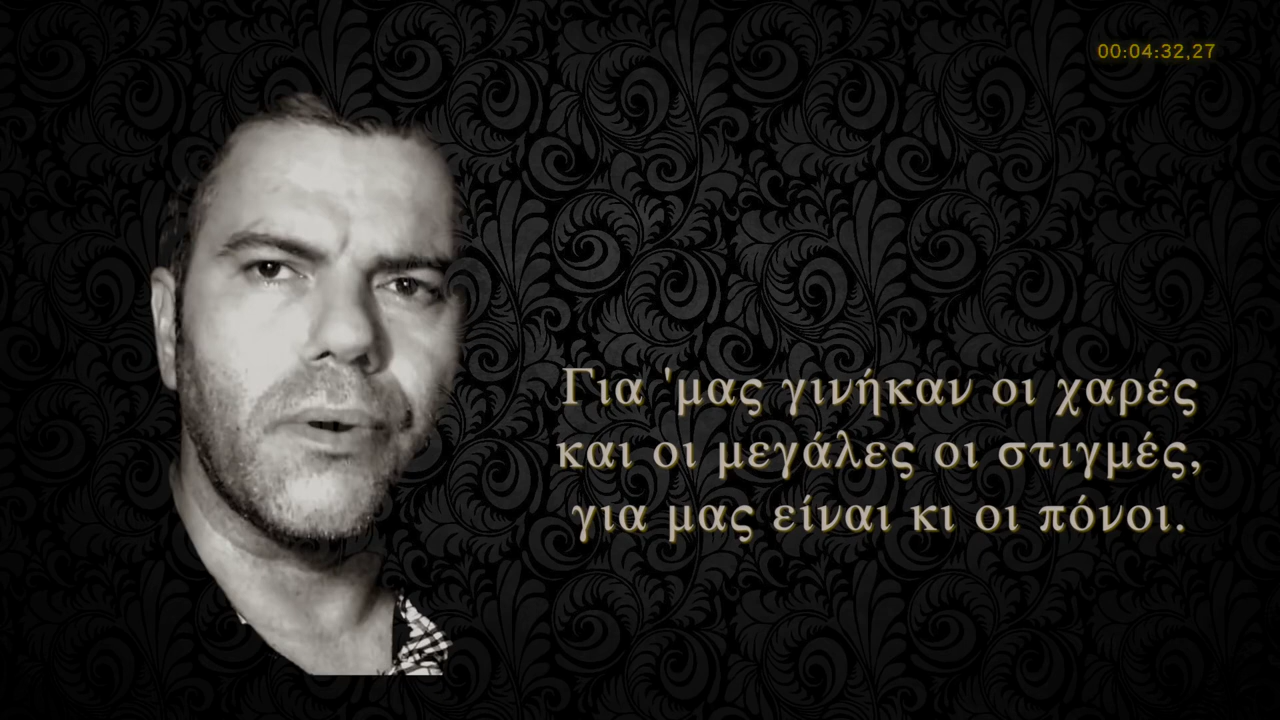 00:04:32,27
Για 'μας γινήκαν οι χαρές
και οι μεγάλες οι στιγμές,
για μας είναι κι οι πόνοι.